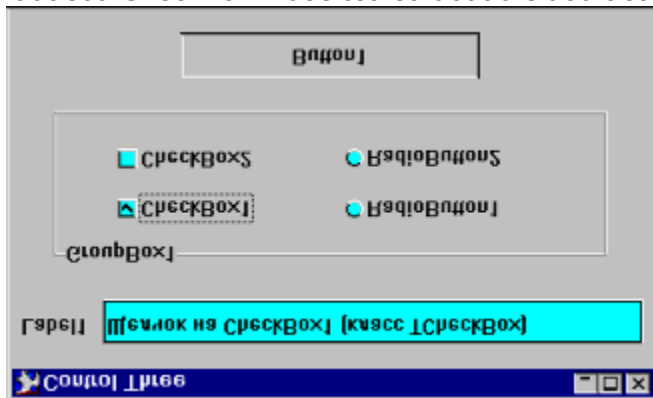 Control Three
Label1 Щелчок на CheckBox1 (класс TCheckBox)
GroupBox1
CheckBox1 RadioButton1
CheckBox2 RadioButton2
Button1